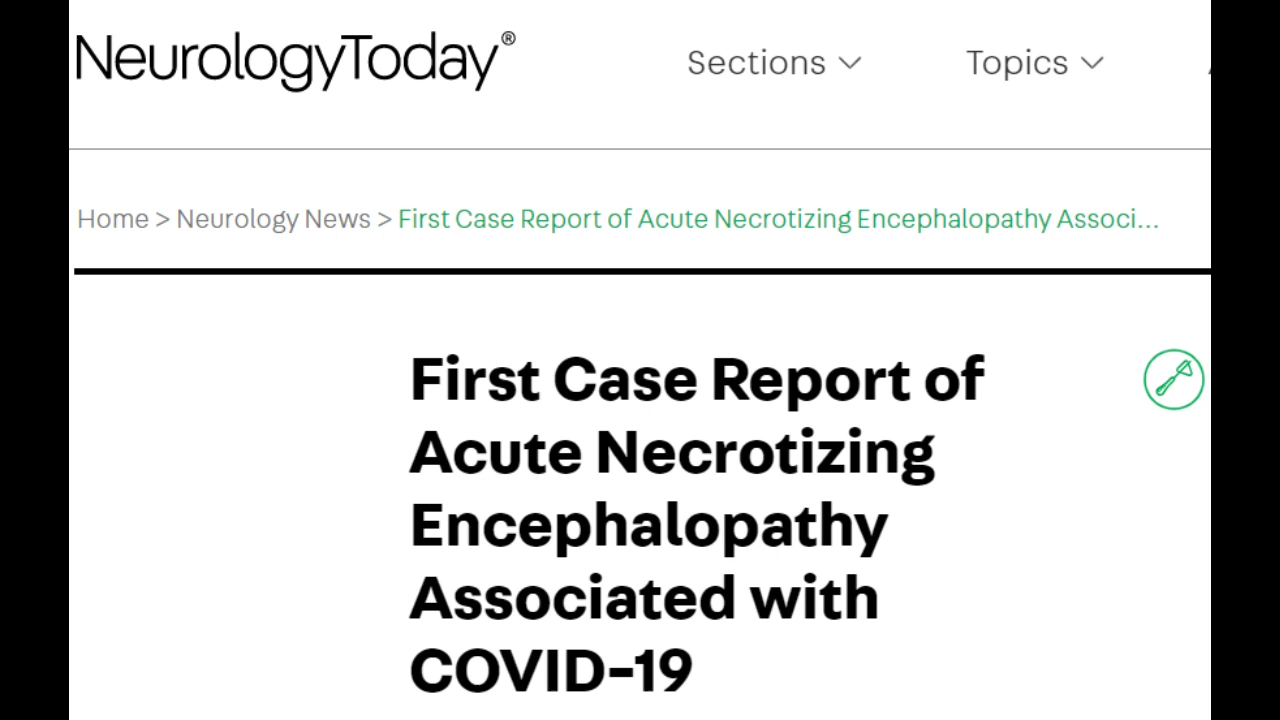 NeurologyToday®
Sections
Topics
Home > Neurology News > First Case Report of Acute Necrotizing Encephalopathy Associ...
First Case Report of
Acute Necrotizing
Encephalopathy
Associated with
COVID-19